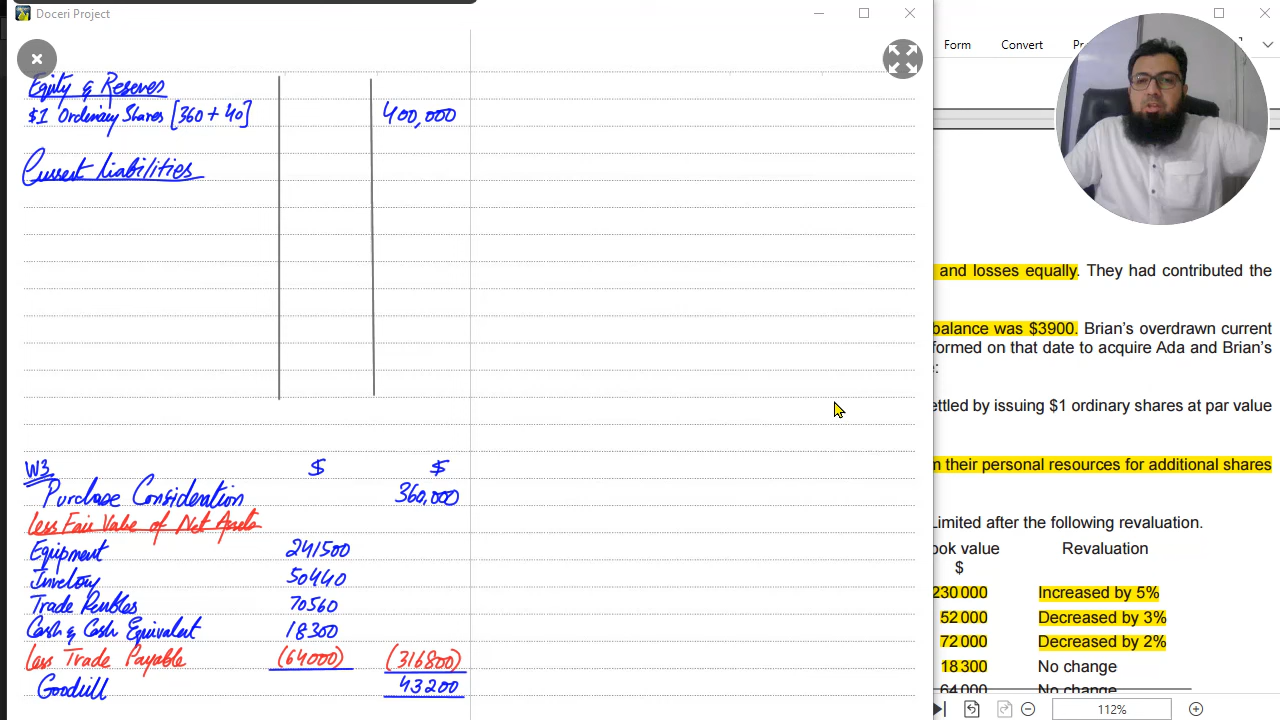 Doceri Project
Equity & Reserves
$1 Ordinary Shares [360 + 40] 400,000
Current Liabilities
W3 $ $
Purchase Consideration 360,000
Less Fair Value of Net Assets
Equipment 241500
Inventory 50440
Trade 70560
Cash & Cash Equivalent 18300
Less Trade Payable (64000) (316800)
Goodwill 43200
Form Convert
and losses equally. They had contributed the
balance was $3900. Brian's overdrawn current
formed on that date to acquire Ada and Brian's
:
ettled by issuing $1 ordinary shares at par value
their personal resources for additional shares
Limited after the following revaluation.
ook value Revaluation
$
230 000 Increased by 5%
52 000 Decreased by 3%
72 000 Decreased by 2%
18 300 No change
64 000 No change
112%